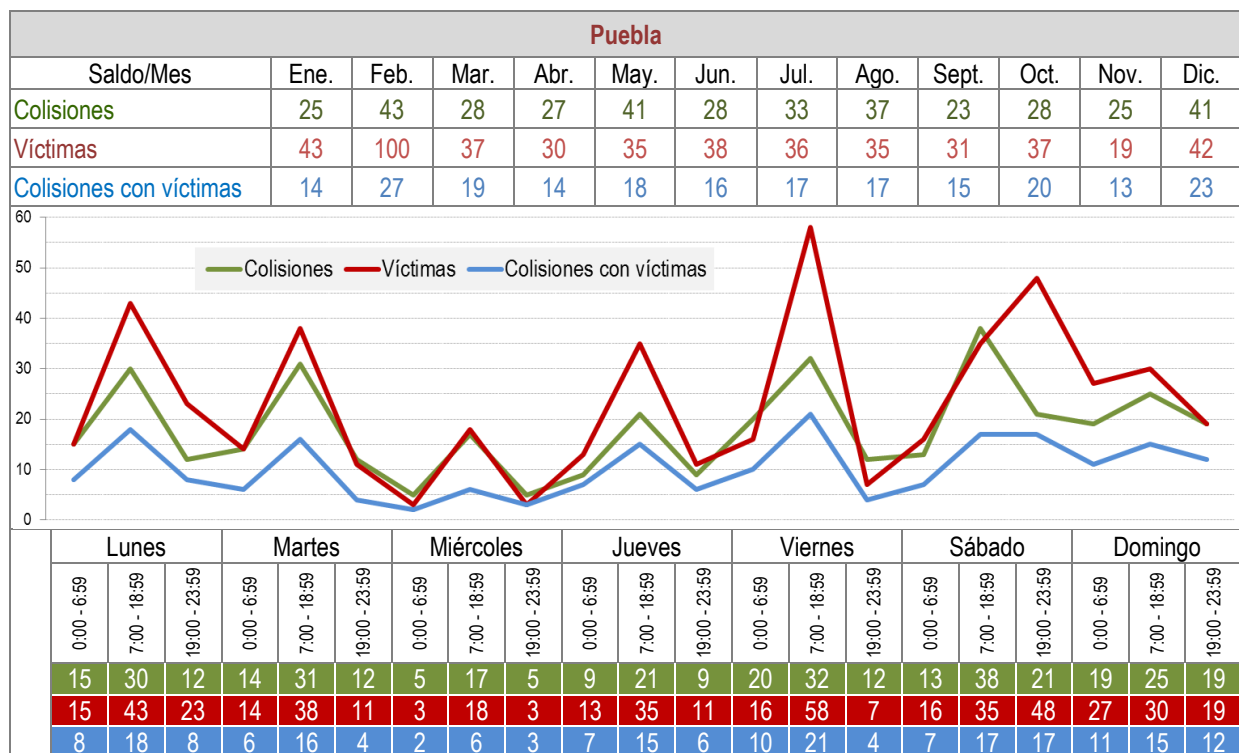 Puebla
Saldo/Mes Ene. Feb. Mar. Abr. May. Jun. Jul. Ago. Sept. Oct. Nov. Dic.
Colisiones 25 43 28 27 41 28 33 37 23 28 25 41
Víctimas 43 100 37 30 35 38 36 35 31 37 19 42
Colisiones con víctimas 14 27 19 14 18 16 17 17 15 20 13 23
60
50
40
30
20
10
0
Colisiones Víctimas Colisiones con víctimas
Lunes Martes Miércoles Jueves Viernes Sábado Domingo
0:00 - 6:59 7:00 - 18:59 19:00 - 23:59 0:00 - 6:59 7:00 - 18:59 19:00 - 23:59 0:00 - 6:59 7:00 - 18:59 19:00 - 23:59 0:00 - 6:59 7:00 - 18:59 19:00 - 23:59 0:00 - 6:59 7:00 - 18:59 19:00 - 23:59 0:00 - 6:59 7:00 - 18:59 19:00 - 23:59 0:00 - 6:59 7:00 - 18:59 19:00 - 23:59
15 30 12 14 31 12 5 17 5 9 21 9 20 32 12 13 38 21 19 25 19
15 43 23 14 38 11 3 18 3 13 35 11 16 58 7 16 35 48 27 30 19
8 18 8 6 16 4 2 6 3 7 15 6 10 21 4 7 17 17 11 15 12